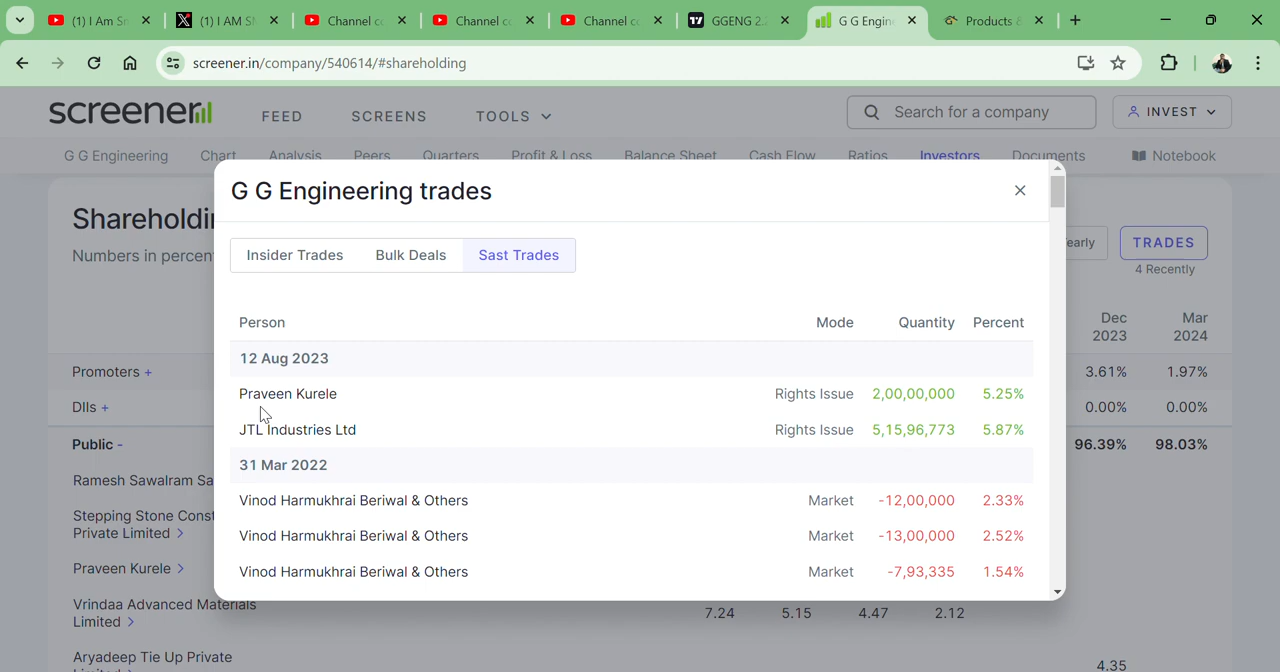 (1) I Am Sn
(1) I AM SN
Channel co
Channel co
Channel co
GGENG 2.
G G Engin
Products &
screener.in/company/540614/#shareholding
screener
FEED
SCREENS
TOOLS
Search for a company
INVEST
G G Engineering
Chart
Analysis
Peers
Quarters
Profit & Loss
Balance Sheet
Cash Flow
Ratios
Investors
Documents
Notebook
Shareholdin
Numbers in percen
early
TRADES
4 Recently
G G Engineering trades
Insider Trades
Bulk Deals
Sast Trades
Person Mode Quantity Percent
12 Aug 2023
Praveen Kurele Rights Issue 2,00,00,000 5.25%
JTL Industries Ltd Rights Issue 5,15,96,773 5.87%
31 Mar 2022
Vinod Harmukhrai Beriwal & Others Market -12,00,000 2.33%
Vinod Harmukhrai Beriwal & Others Market -13,00,000 2.52%
Vinod Harmukhrai Beriwal & Others Market -7,93,335 1.54%
Dec Mar
2023 2024
Promoters + 3.61% 1.97%
DIIs + 0.00% 0.00%
Public - 96.39% 98.03%
Ramesh Sawalram Sa
Stepping Stone Const
Private Limited >
Praveen Kurele >
Vrindaa Advanced Materials
Limited > 7.24 5.15 4.47 2.12
Aryadeep Tie Up Private
4.35